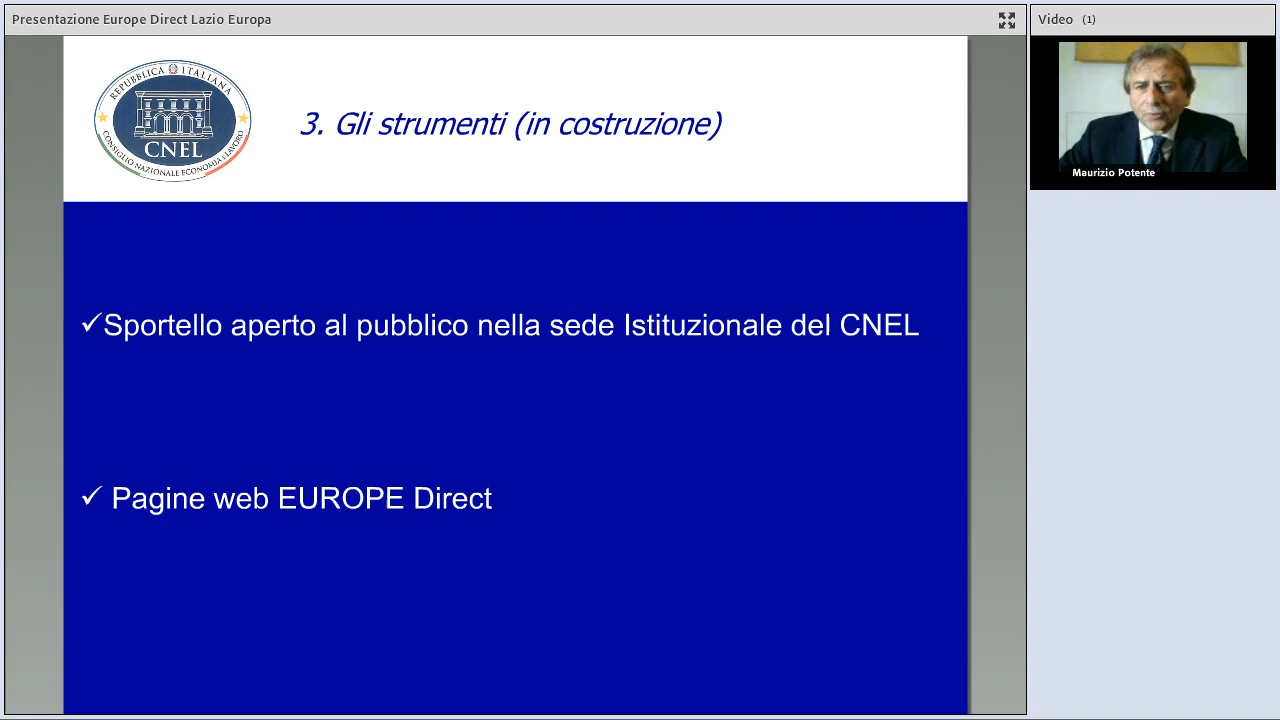 Presentazione Europe Direct Lazio Europa
Video (1)
REPUBBLICA ITALIANA
CNEL
CONSIGLIO NAZIONALE ECONOMIA E LAVORO
3. Gli strumenti (in costruzione)
Maurizio Potente
✓Sportello aperto al pubblico nella sede Istituzionale del CNEL
✓ Pagine web EUROPE Direct